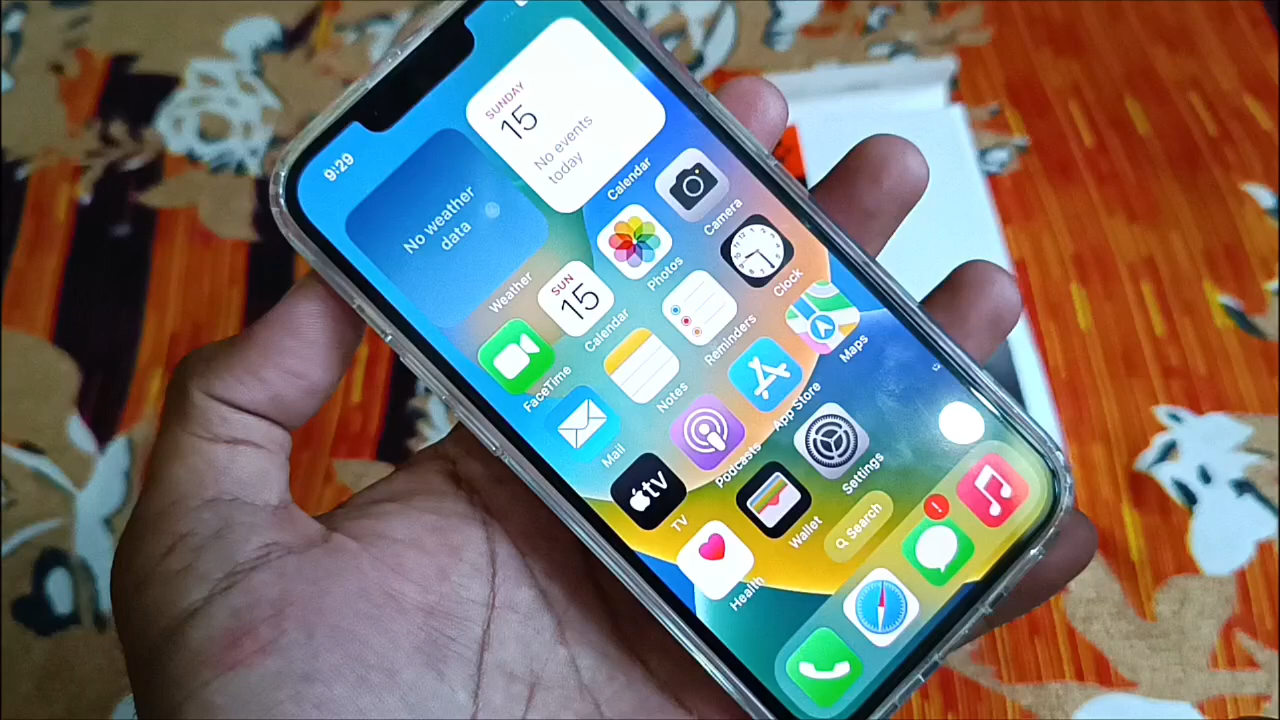 9:29
SUNDAY
15
No events
today
Calendar
No weather
data
Weather
Photos
Camera
SUN
15
FaceTime
Calendar
Reminders
Clock
Mail
Notes
App Store
Maps
tv
TV
Podcasts
Wallet
Settings
Health
Search
!